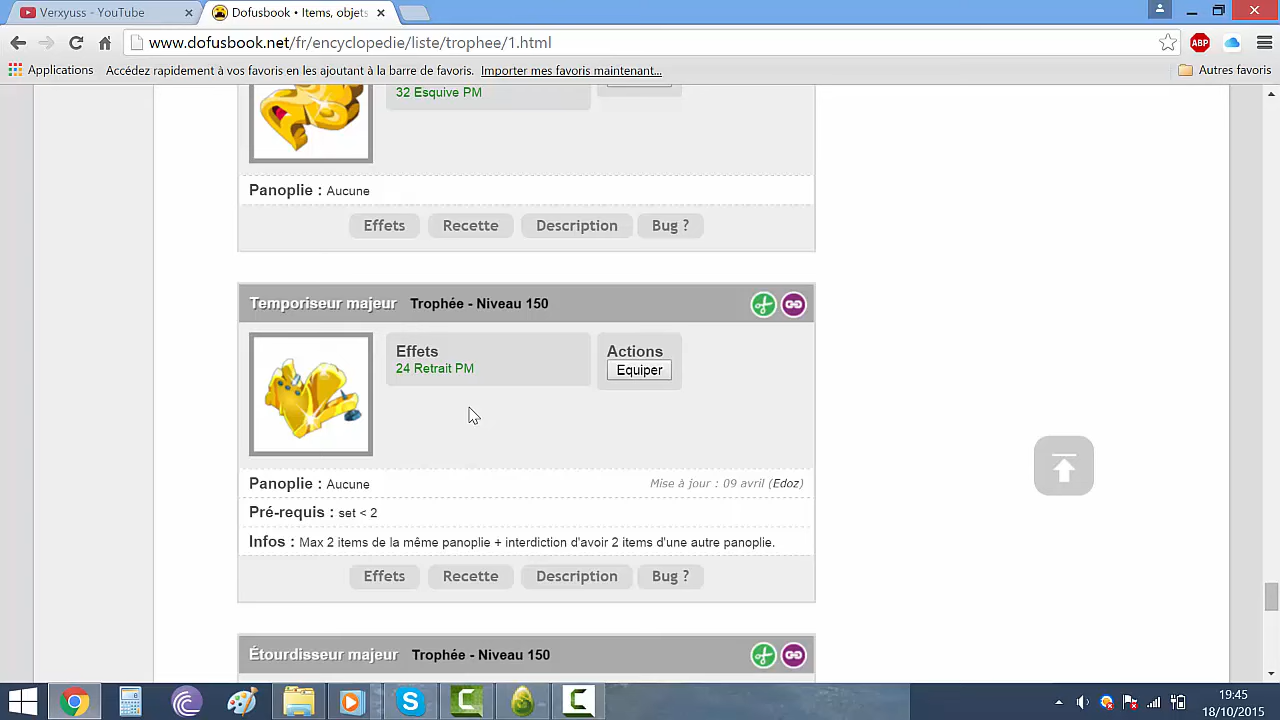 Verxyuss - YouTube
Dofusbook • Items, objets
www.dofusbook.net/fr/encyclopedie/liste/trophee/1.html
ABP
Applications
Accédez rapidement à vos favoris en les ajoutant à la barre de favoris.
Importer mes favoris maintenant...
Autres favoris
32 Esquive PM
Panoplie : Aucune
Effets
Recette
Description
Bug ?
Temporiseur majeur
Trophée - Niveau 150
Effets
24 Retrait PM
Actions
Equiper
Panoplie : Aucune
Mise à jour : 09 avril (Edoz)
Pré-requis : set < 2
Infos : Max 2 items de la même panoplie + interdiction d'avoir 2 items d'une autre panoplie.
Effets
Recette
Description
Bug ?
Étourdisseur majeur
Trophée - Niveau 150
19:45
18/10/2015